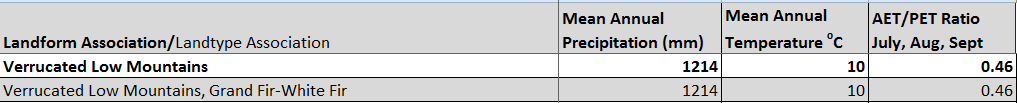 Landform Association/Landtype Association Mean Annual Precipitation (mm) Mean Annual Temperature °C AET/PET Ratio July, Aug, Sept
Verrucated Low Mountains 1214 10 0.46
Verrucated Low Mountains, Grand Fir-White Fir 1214 10 0.46